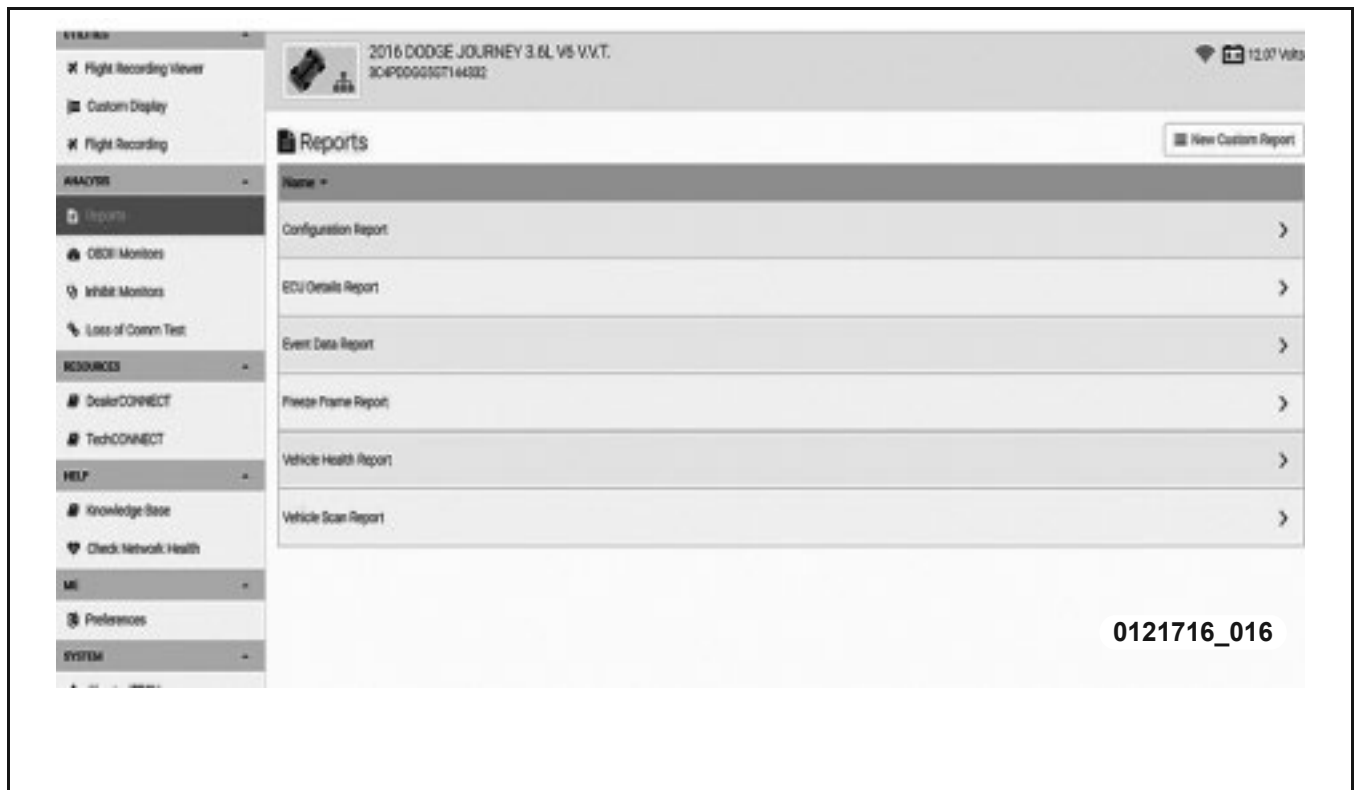 UTILITIES
Flight Recording Viewer
Custom Display
Flight Recording
ANALYSIS
Reports
OBDII Monitors
Inhibit Monitors
Loss of Comm Test
RESOURCES
DealerCONNECT
TechCONNECT
HELP
Knowledge Base
Check Network Health
ME
Preferences
SYSTEM
2016 DODGE JOURNEY 3.6L V6 V.V.T.
12.07 Volts
Reports
New Custom Report
Name
Configuration Report
ECU Details Report
Event Data Report
Freeze Frame Report
Vehicle Health Report
Vehicle Scan Report
0121716_016